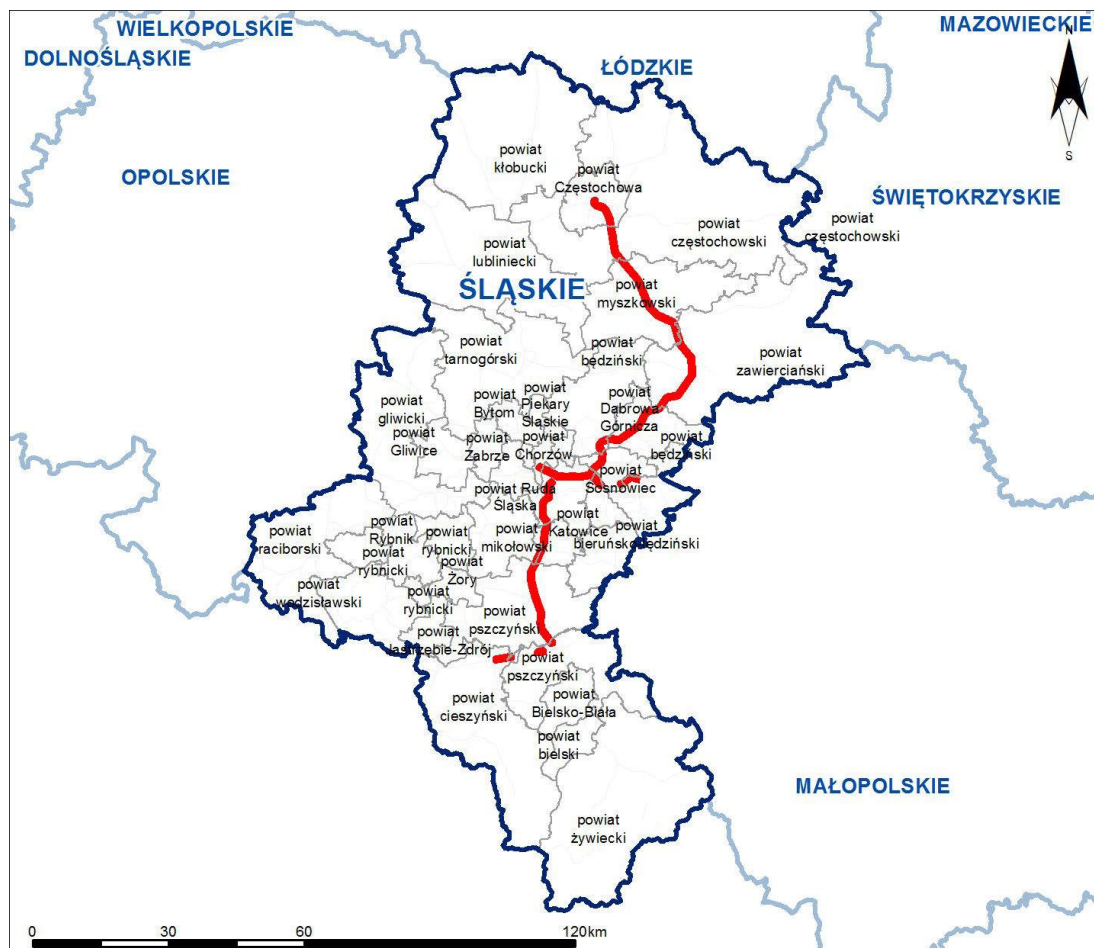 WIELKOPOLSKIE
MAZOWIECKIE
N
DOLNOŚLĄSKIE
ŁÓDZKIE
S
powiat
kłobucki
powiat
Częstochowa
OPOLSKIE
ŚWIĘTOKRZYSKIE
powiat
częstochowski
powiat
częstochowski
powiat
lubliniecki
ŚLĄSKIE
powiat
myszkowski
powiat
tarnogórski
powiat
będziński
powiat
zawierciański
powiat
gliwicki
powiat
Bytom
powiat
Piekary
Śląskie
powiat
Dąbrowa
Górnicza
powiat
Gliwice
powiat
Zabrze
powiat
Chorzów
powiat
będziński
powiat
Sosnowiec
powiat Ruda
Śląska
powiat
Katowice
powiat
raciborski
powiat
Rybnik
powiat
rybnicki
powiat
mikołowski
powiat
bieruńsko-lędziński
powiat
rybnicki
powiat
Żory
powiat
wodzisławski
powiat
rybnicki
powiat
pszczyński
powiat
Jastrzębie-Zdrój
powiat
pszczyński
powiat
cieszyński
powiat
Bielsko-Biała
powiat
bielski
MAŁOPOLSKIE
powiat
żywiecki
0 30 60 120km